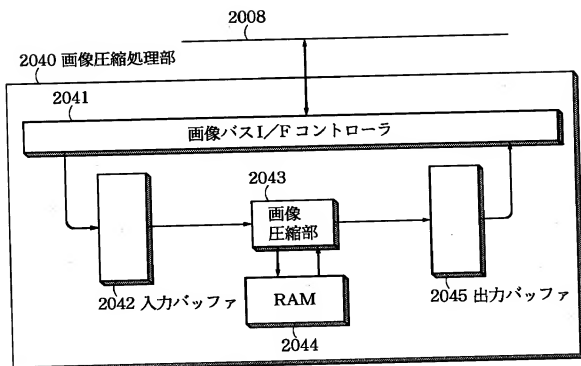 2008
2040 画像圧縮処理部
2041
画像バスI/Fコントローラ
2043
画像
圧縮部
2042 入力バッファ
2045 出力バッファ
RAM
2044